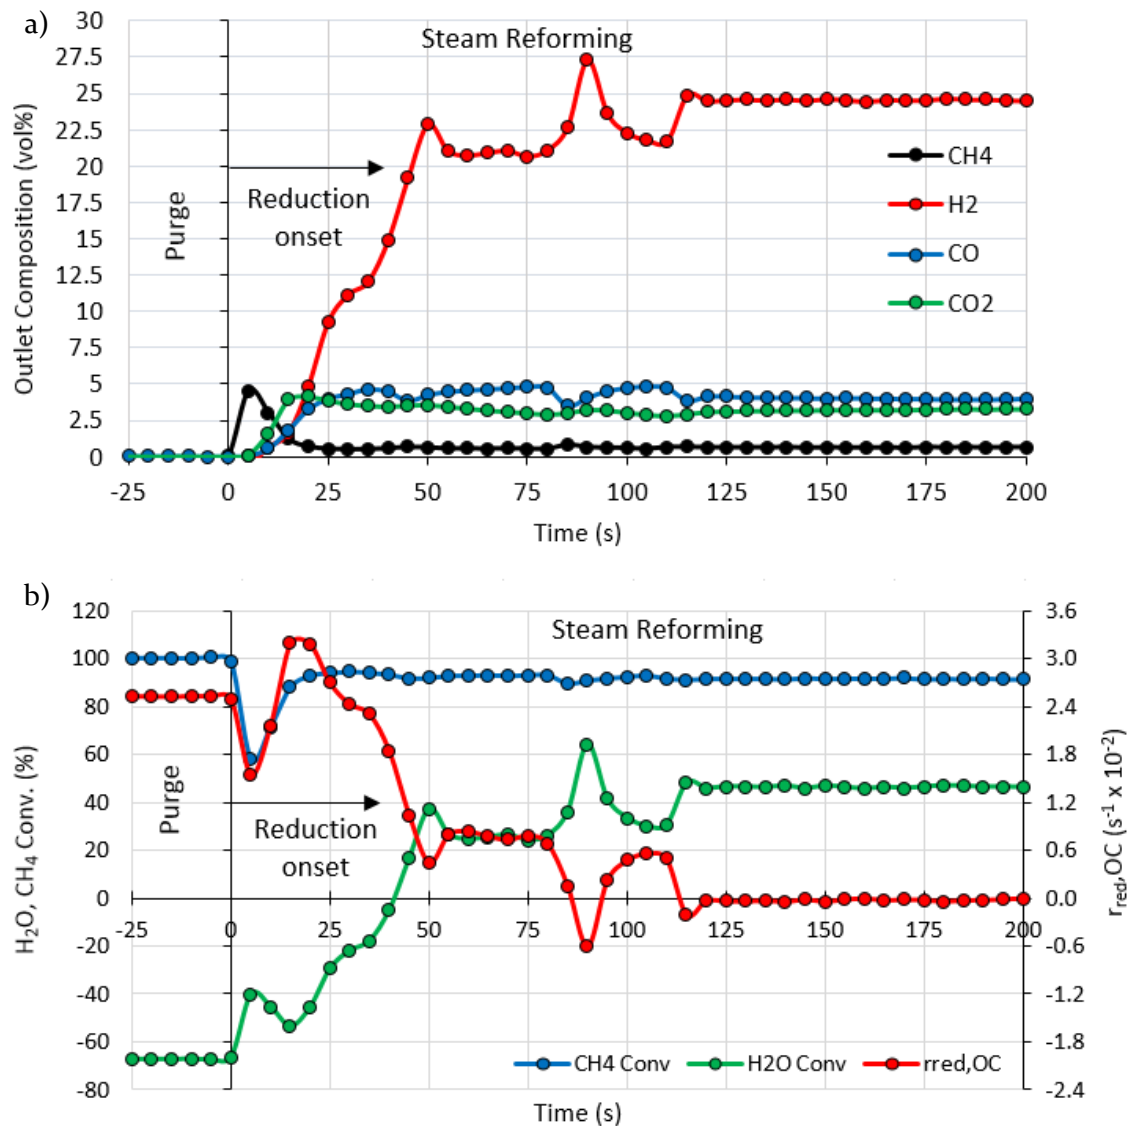 a)
Outlet Composition (vol%)
30
27.5
25
22.5
20
17.5
15
12.5
10
7.5
5
2.5
0
Steam Reforming
Purge
Reduction
onset
CH4
H2
CO
CO2
-25 0 25 50 75 100 125 150 175 200
Time (s)
b)
H₂O, CH₄ Conv. (%)
120
100
80
60
40
20
0
-20
-40
-60
-80
Steam Reforming
Purge
Reduction
onset
0 25 50 75 100 125 150 175 200
-25
3.6
3.0
2.4
1.8
1.2
0.6
0.0
-0.6
-1.2
-1.8
-2.4
r_red,OC (s⁻¹ x 10⁻²)
CH4 Conv H2O Conv rred,OC
Time (s)